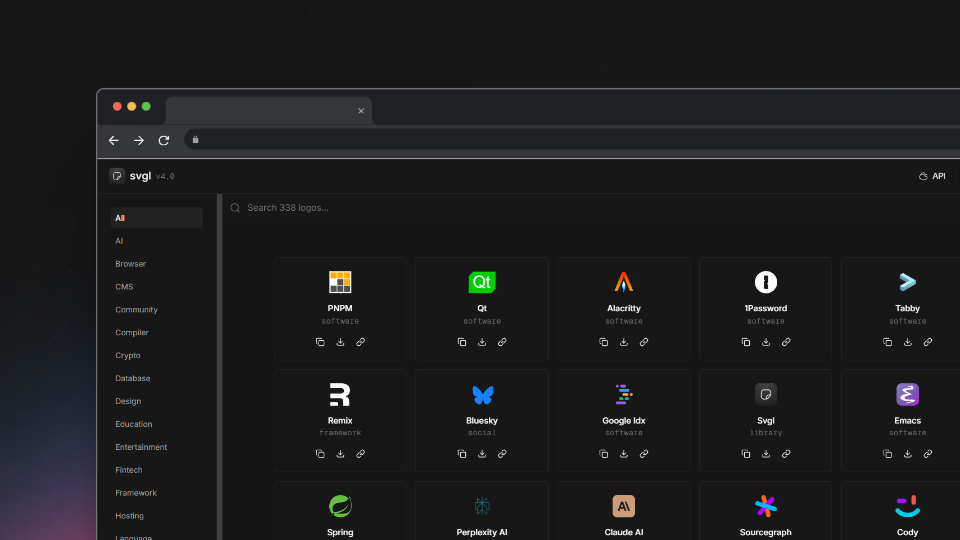 svgl v4.0
API
All
AI
Browser
CMS
Community
Compiler
Crypto
Database
Design
Education
Entertainment
Fintech
Framework
Hosting
Language
Search 338 logos...
PNPM
software
Qt
Qt
software
Alacritty
software
1Password
software
Tabby
software
Remix
framework
Bluesky
social
Google Idx
software
Svgl
library
Emacs
software
Spring
Perplexity AI
A\
Claude AI
Sourcegraph
Cody